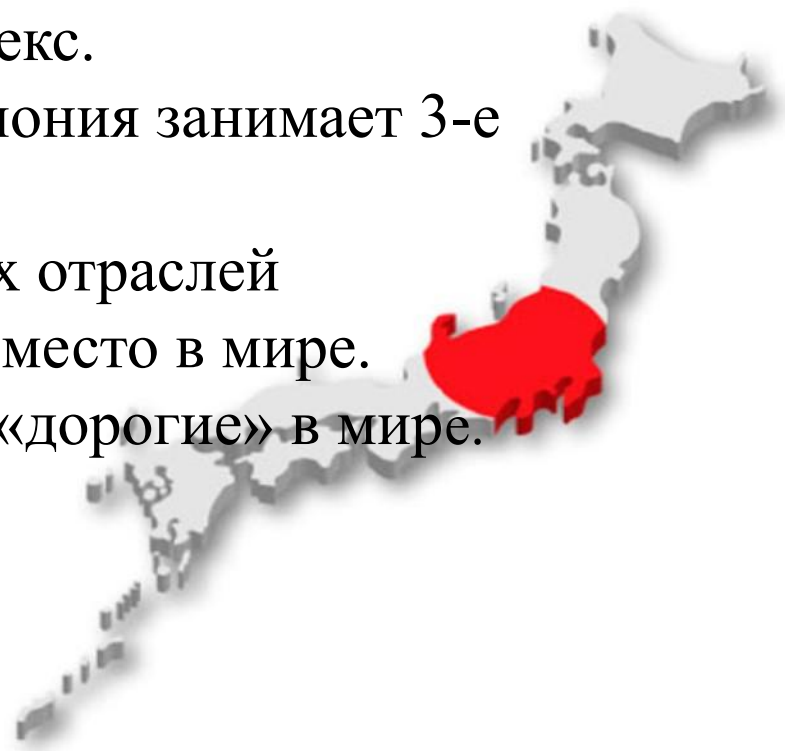 екс.
пония занимает 3-е
х отраслей
место в мире.
«дорогие» в мире.